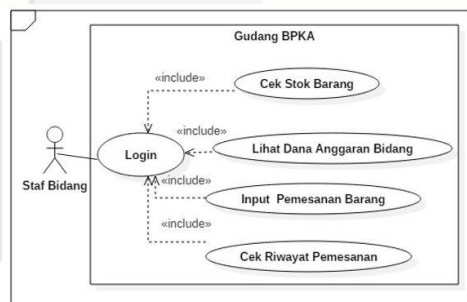 Gudang BPKA
«include»
Cek Stok Barang
«include»
Login
Lihat Dana Anggaran Bidang
Staf Bidang
«include»
Input Pemesanan Barang
«include»
Cek Riwayat Pemesanan